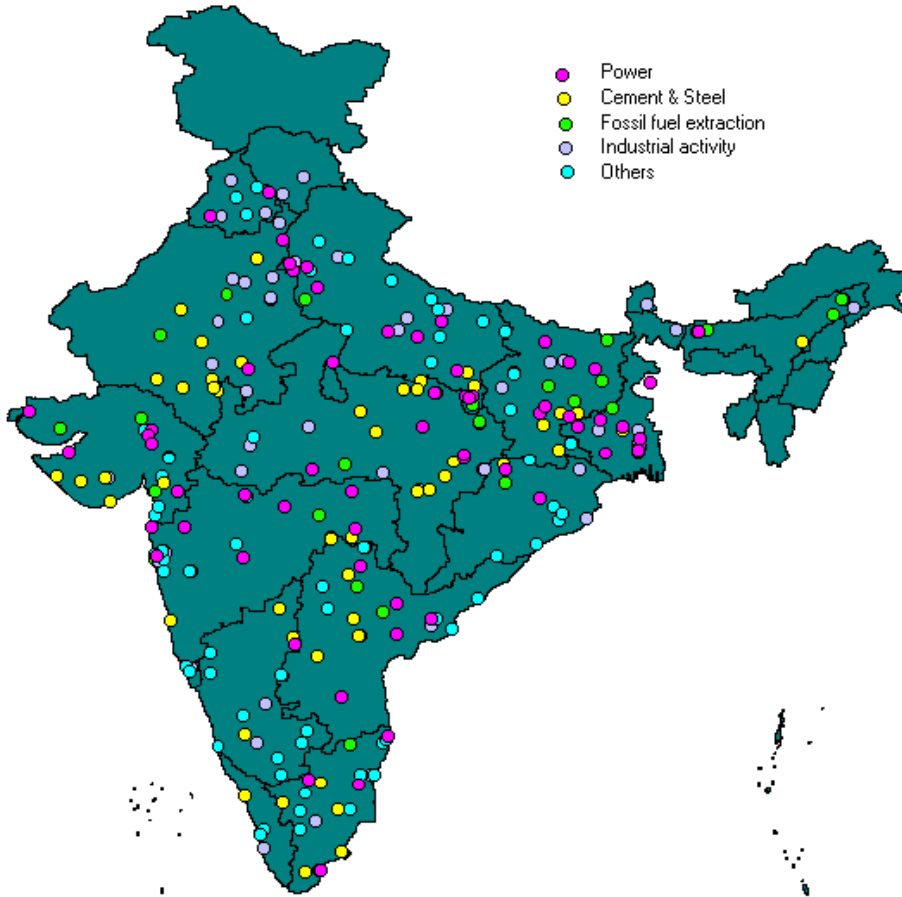 Power
Cement & Steel
Fossil fuel extraction
Industrial activity
Others